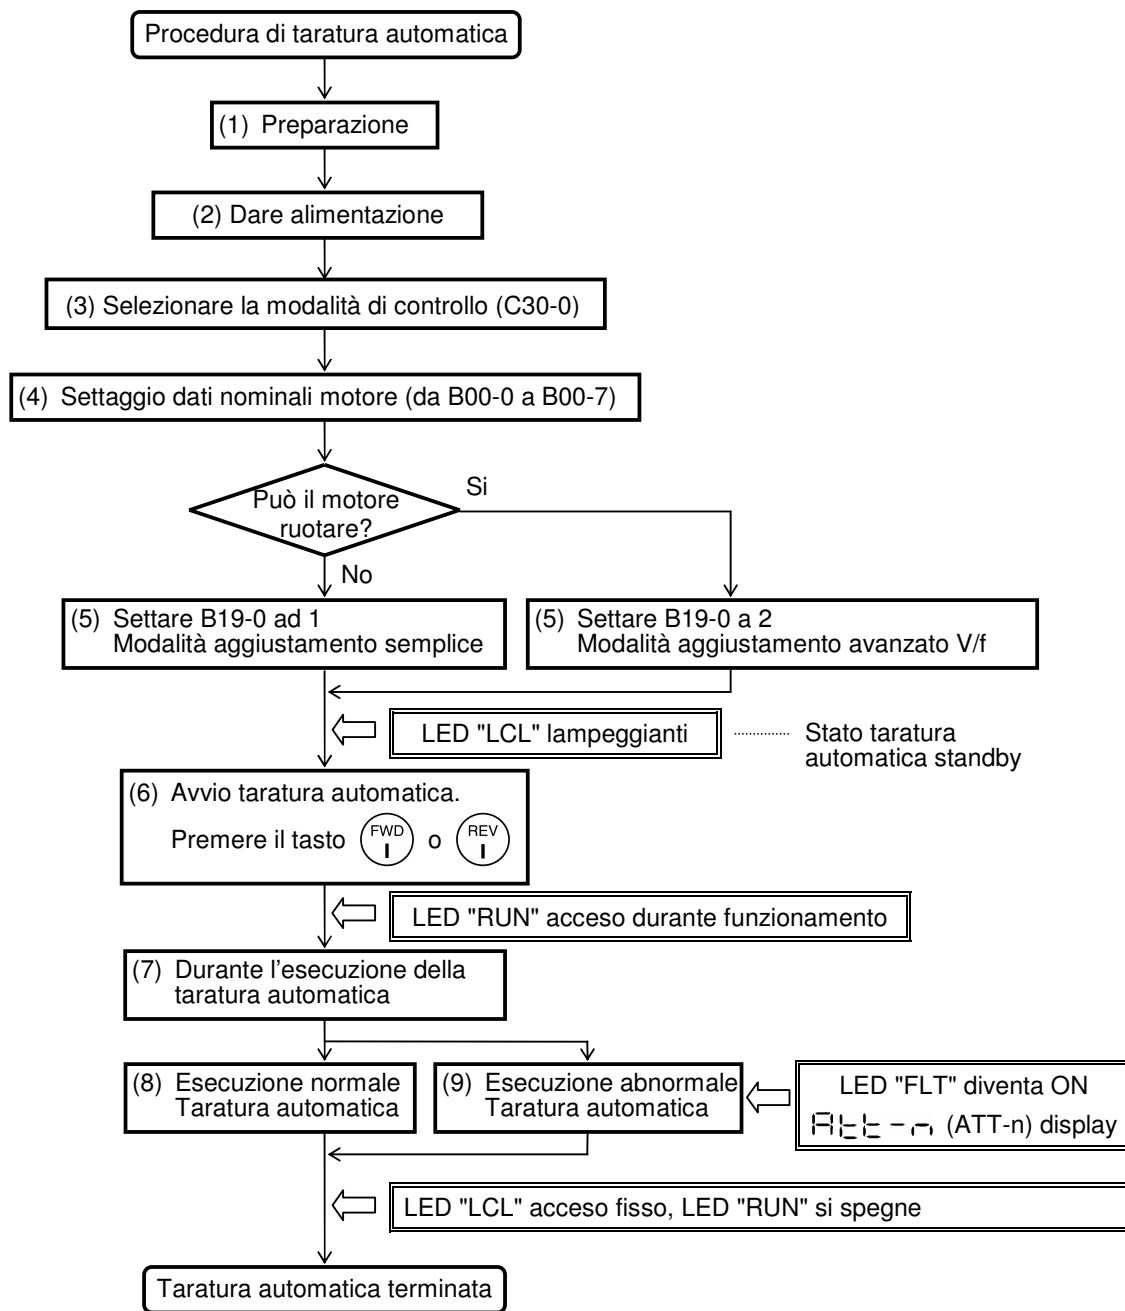 Procedura di taratura automatica
(1) Preparazione
(2) Dare alimentazione
(3) Selezionare la modalità di controllo (C30-0)
(4) Settaggio dati nominali motore (da B00-0 a B00-7)
Può il motore
ruotare?
Si
No
(5) Settare B19-0 ad 1
Modalità aggiustamento semplice
(5) Settare B19-0 a 2
Modalità aggiustamento avanzato V/f
LED "LCL" lampeggianti
Stato taratura
automatica standby
(6) Avvio taratura automatica.
Premere il tasto FWD I o REV I
LED "RUN" acceso durante funzionamento
(7) Durante l'esecuzione della
taratura automatica
(8) Esecuzione normale
Taratura automatica
(9) Esecuzione abnormale
Taratura automatica
LED "FLT" diventa ON
Att-n (ATT-n) display
LED "LCL" acceso fisso, LED "RUN" si spegne
Taratura automatica terminata